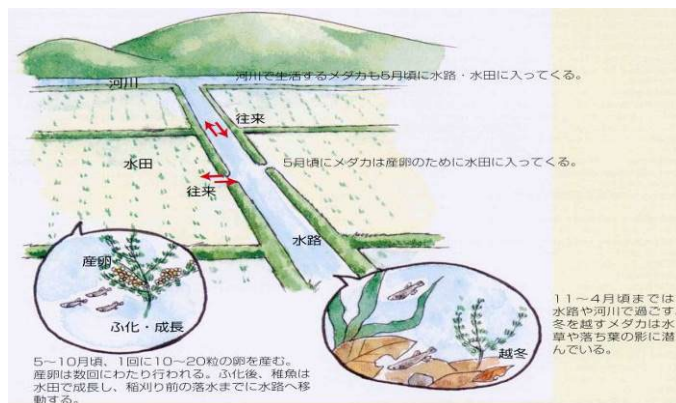 河川
河川で生活するメダカも5月頃に水路・水田に入ってくる。
往来
水田
5月頃にメダカは産卵のために水田に入ってくる。
往来
水路
産卵
ふ化・成長
越冬
11～4月頃までは
水路や河川で過ごす。
冬を越すメダカは水
草や落ち葉の影に潜
んでいる。
5～10月頃、1回に10～20粒の卵を産む。
産卵は数回にわたり行われる。ふ化後、稚魚は
水田で成長し、稲刈り前の落水までに水路へ移
動する。